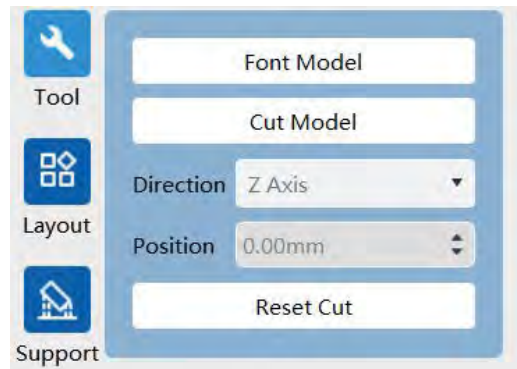 Tool
Font Model
Cut Model
Layout
Direction Z Axis
Position 0.00mm
Reset Cut
Support